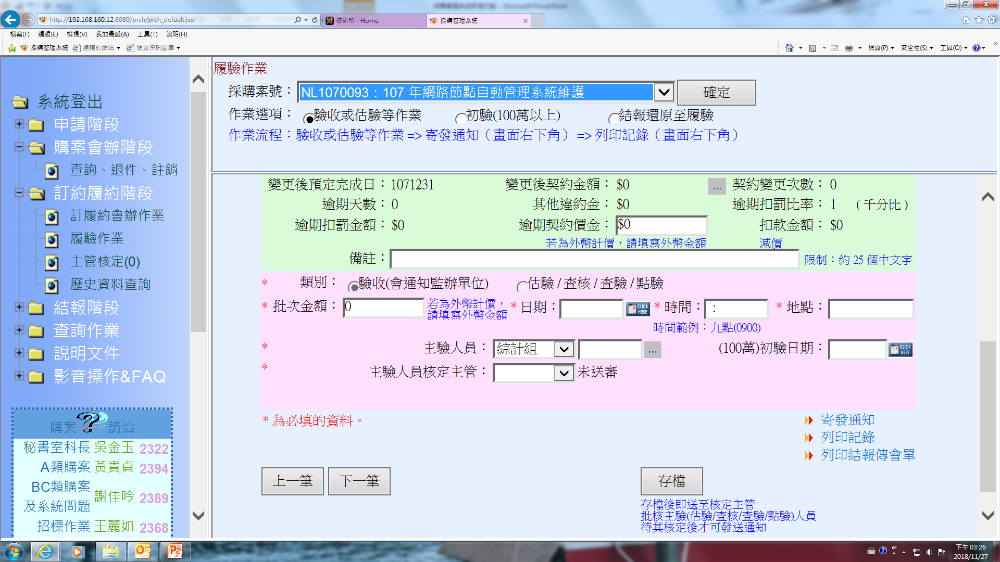 http://192.168.160.12:8080/prch/prch_default.jsp
核研所 - Home
採購管理系統
檔案(F) 編輯(E) 檢視(V) 我的最愛(A) 工具(T) 說明(H)
採購管理系統 建議的網站 網頁快訊圖庫
網頁(P) 安全性(S) 工具(O)
系統登出
申請階段
購案會辦階段
查詢、退件、註銷
訂約履約階段
訂履約會辦作業
履驗作業
主管核定(0)
歷史資料查詢
結報階段
查詢作業
說明文件
影音操作&FAQ
購案 ?? 請洽
秘書室科長 吳金玉 2322
A類購案 黃貴貞 2394
BC類購案
及系統問題 謝佳吟 2389
招標作業 王麗如 2368
履驗作業
採購案號： NL1070093：107 年網路節點自動管理系統維護 確定
作業選項： 驗收或估驗等作業 初驗(100萬以上) 結報還原至履驗
作業流程：驗收或估驗等作業 => 寄發通知（畫面右下角） => 列印記錄（畫面右下角）
變更後預定完成日：1071231 變更後契約金額： $0 ... 契約變更次數： 0
逾期天數：0 其他違約金： $0 逾期扣罰比率： 1 （千分比）
逾期扣罰金額：$0 逾期契約價金： $0 扣款金額： $0
若為外幣計價，請填寫外幣金額 減價
備註： 限制：約 25 個中文字
* 類別： 驗收(會通知監辦單位) 估驗 / 查核 / 查驗 / 點驗
* 批次金額： 0 若為外幣計價，請填寫外幣金額 * 日期： CLICK HERE * 時間： : * 地點：
時間範例：九點(0900)
* 主驗人員： 綜計組 ... (100萬)初驗日期： CLICK HERE
* 主驗人員核定主管： 未送審
* 為必填的資料。
寄發通知
列印記錄
列印結報傳會單
上一筆 下一筆 存檔
存檔後即送至核定主管
批核主驗(估驗/查核/查驗/點驗)人員
待其核定後才可發送通知
下午 03:26
2018/11/27